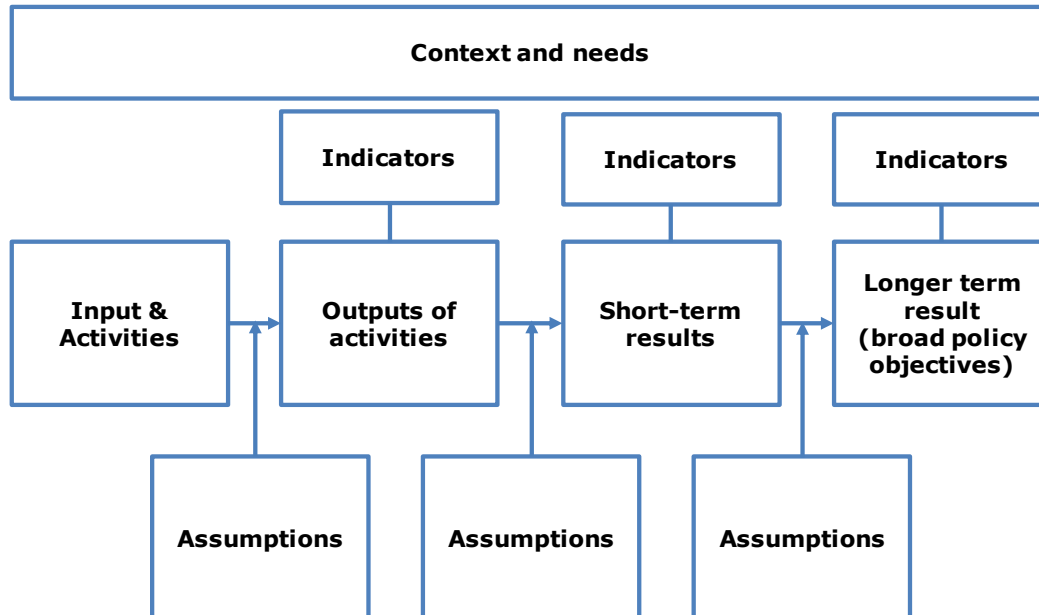 Context and needs
Indicators
Indicators
Indicators
Input &
Activities
Outputs of
activities
Short-term
results
Longer term
result
(broad policy
objectives)
Assumptions
Assumptions
Assumptions